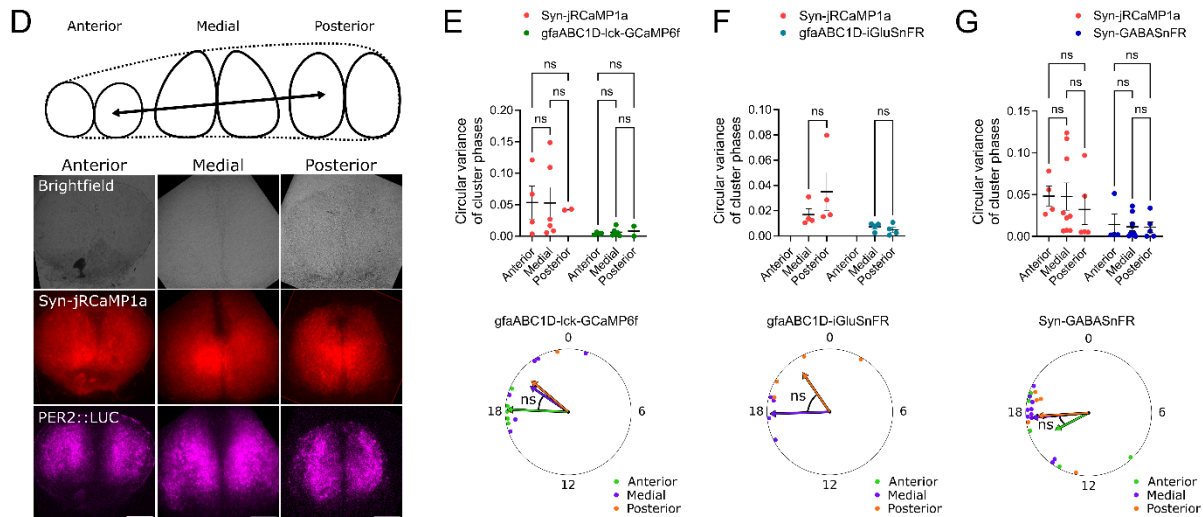 D
Anterior Medial Posterior
Anterior Medial Posterior
Brightfield
Syn-jRCaMP1a
PER2::LUC
E
Syn-jRCaMP1a
gfaABC1D-lck-GCaMP6f
ns
ns
ns
ns
ns
ns
Circular variance
of cluster phases
0.20
0.15
0.10
0.05
0.00
Anterior
Medial
Posterior
Anterior
Medial
Posterior
gfaABC1D-lck-GCaMP6f
0
18 ns 6
12
Anterior
Medial
Posterior
F
Syn-jRCaMP1a
gfaABC1D-iGluSnFR
ns
ns
Circular variance
of cluster phases
0.10
0.08
0.06
0.04
0.02
0.00
Anterior
Medial
Posterior
Anterior
Medial
Posterior
gfaABC1D-iGluSnFR
0
18 ns 6
12
Anterior
Medial
Posterior
G
Syn-jRCaMP1a
Syn-GABASnFR
ns
ns
ns
ns
ns
ns
Circular variance
of cluster phases
0.15
0.10
0.05
0.00
Anterior
Medial
Posterior
Anterior
Medial
Posterior
Syn-GABASnFR
0
18 ns 6
12
Anterior
Medial
Posterior